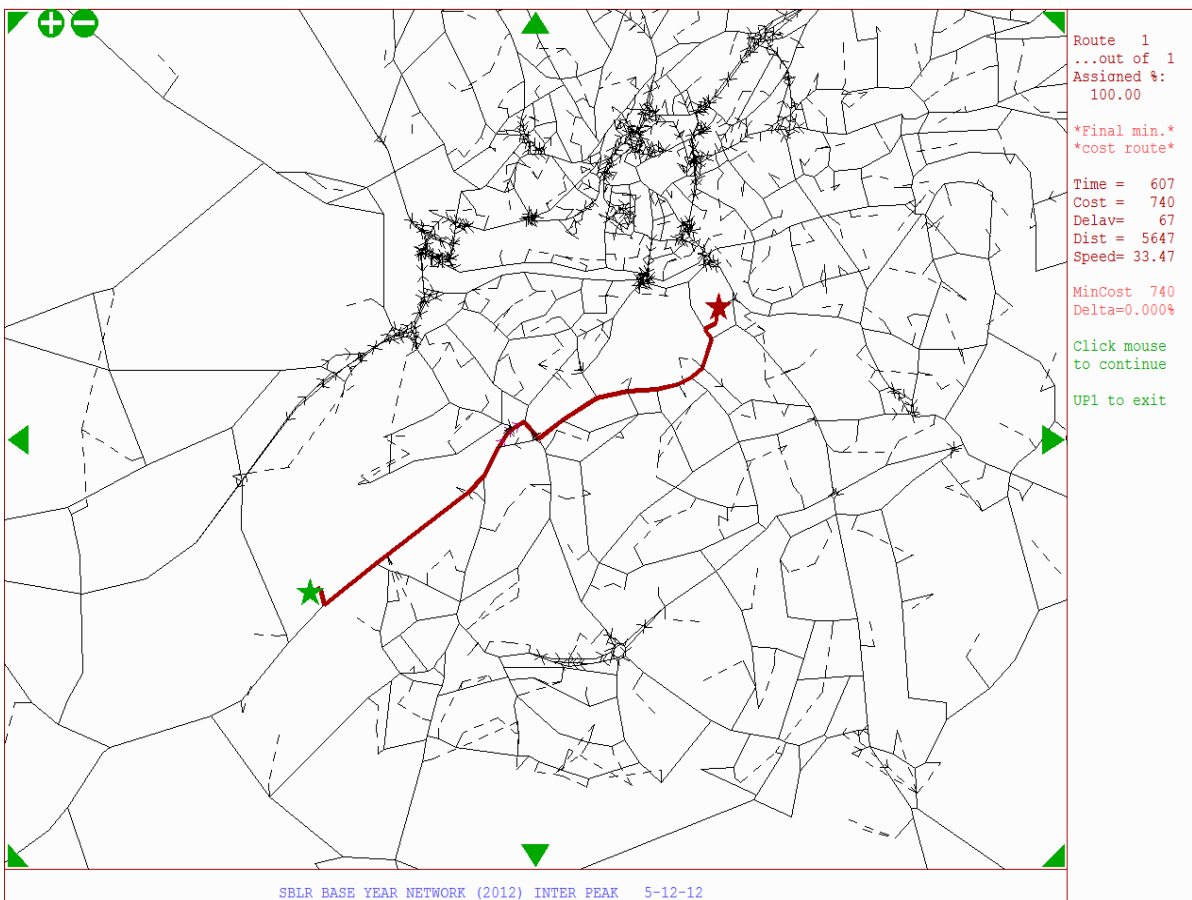 Route 1
...out of 1
Assigned %:
100.00
*Final min.*
*cost route*
Time = 607
Cost = 740
Delay= 67
Dist = 5647
Speed= 33.47
MinCost 740
Delta=0.000%
Click mouse
to continue
UP1 to exit
SBLR BASE YEAR NETWORK (2012) INTER PEAK 5-12-12